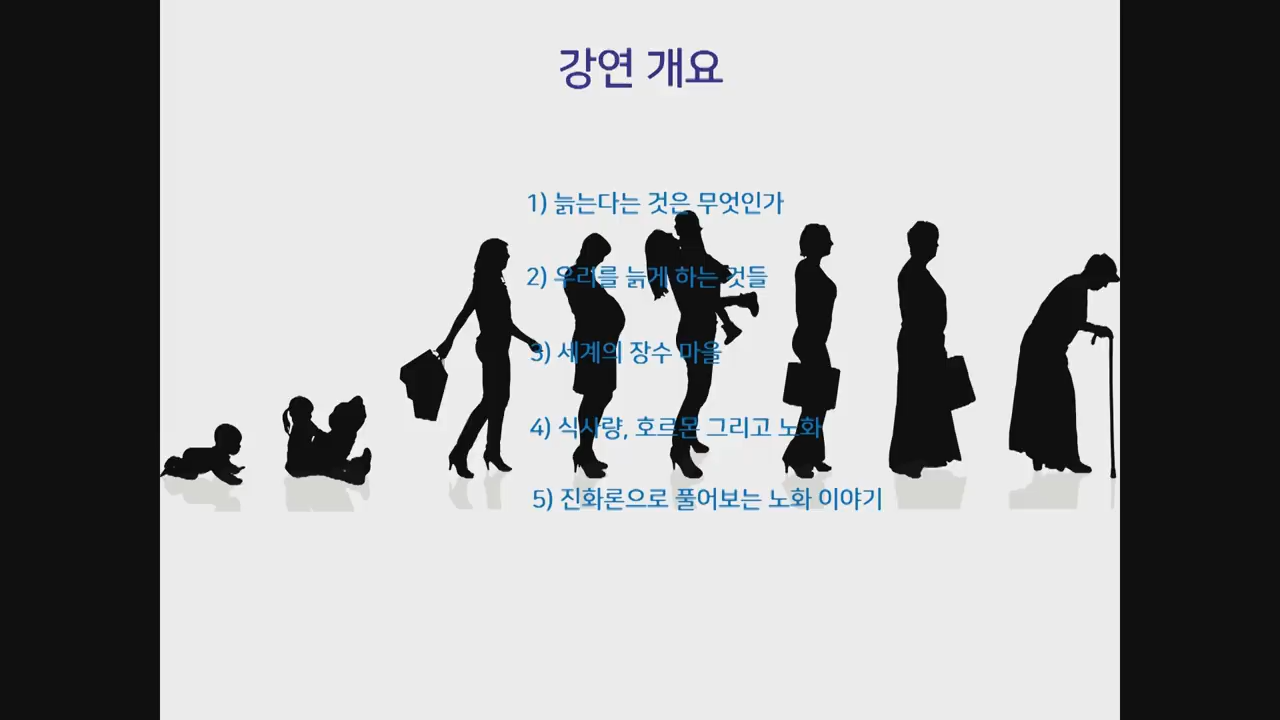 강연 개요
1) 늙는다는 것은 무엇인가
2) 우리를 늙게 하는 것들
3) 세계의 장수 마을
4) 식사량, 호르몬 그리고 노화
5) 진화론으로 풀어보는 노화 이야기